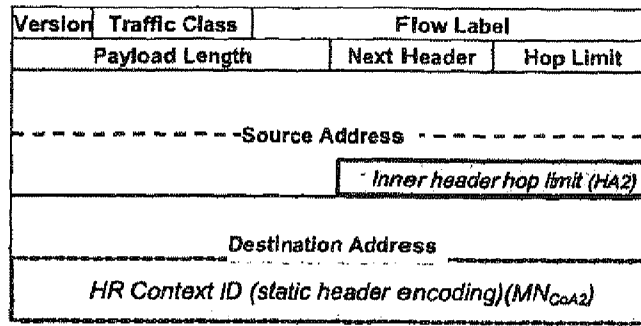 Version Traffic Class Flow Label
Payload Length Next Header Hop Limit
Source Address
Inner header hop limit (HA2)
Destination Address
HR Context ID (static header encoding)(MNCoA2)